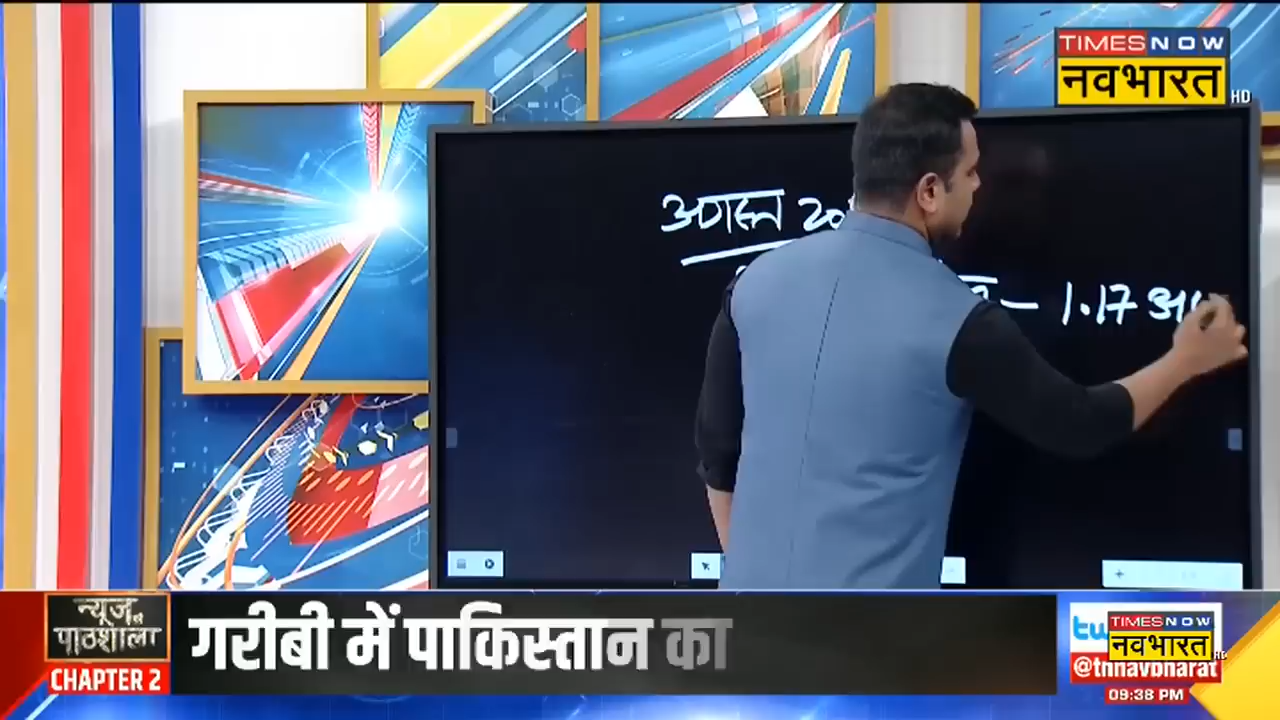 TIMES NOW
नवभारत
HD
अगस्त
1.17
न्यूज़ की
पाठशाला
CHAPTER 2
गरीबी में पाकिस्तान का
TIMES NOW
नवभारत
@tnnavbharat
09:38 PM